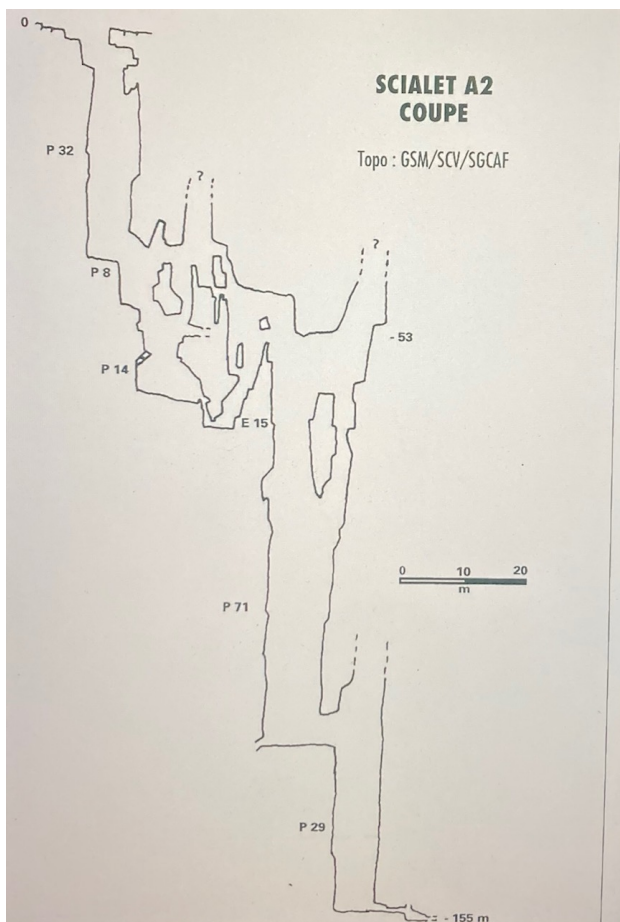 0
SCIALET A2
COUPE
Topo : GSM/SCV/SGCAF
P 32
?
?
P 8
- 53
P 14
E 15
0 10 20
m
P 71
P 29
- 155 m